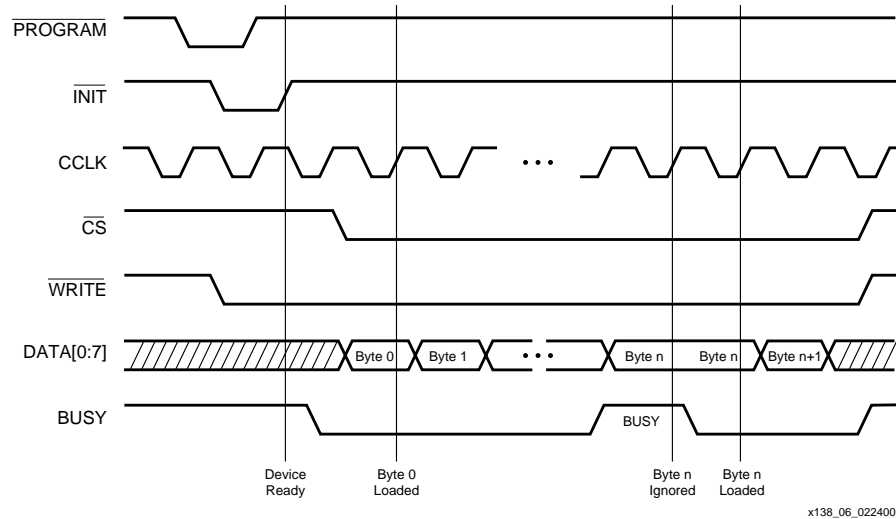 PROGRAM
INIT
CCLK
CS
WRITE
DATA[0:7] Byte 0 Byte 1 Byte n Byte n Byte n+1
BUSY BUSY
Device Byte 0 Byte n Byte n
Ready Loaded Ignored Loaded
x138_06_022400